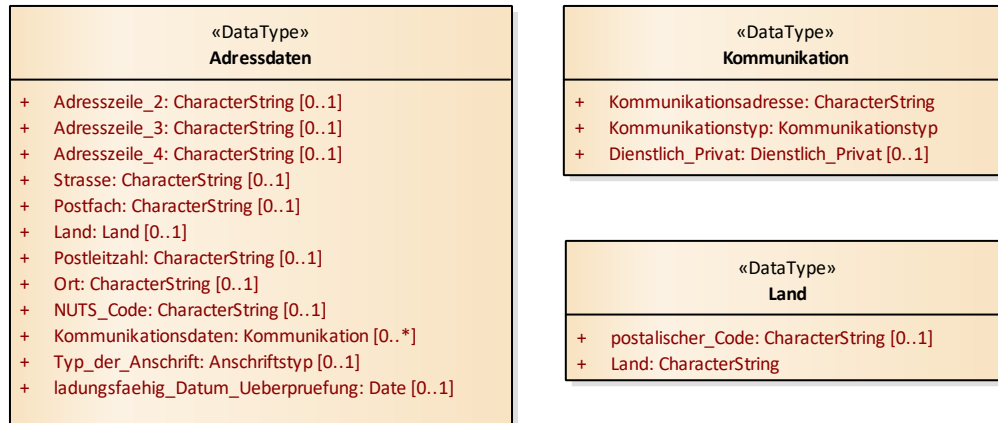 «DataType»
Adressdaten
+ Adresszeile_2: CharacterString [0..1]
+ Adresszeile_3: CharacterString [0..1]
+ Adresszeile_4: CharacterString [0..1]
+ Strasse: CharacterString [0..1]
+ Postfach: CharacterString [0..1]
+ Land: Land [0..1]
+ Postleitzahl: CharacterString [0..1]
+ Ort: CharacterString [0..1]
+ NUTS_Code: CharacterString [0..1]
+ Kommunikationsdaten: Kommunikation [0..*]
+ Typ_der_Anschrift: Anschriftstyp [0..1]
+ ladungsfaehig_Datum_Ueberpruefung: Date [0..1]
«DataType»
Kommunikation
+ Kommunikationsadresse: CharacterString
+ Kommunikationstyp: Kommunikationstyp
+ Dienstlich_Privat: Dienstlich_Privat [0..1]
«DataType»
Land
+ postalischer_Code: CharacterString [0..1]
+ Land: CharacterString